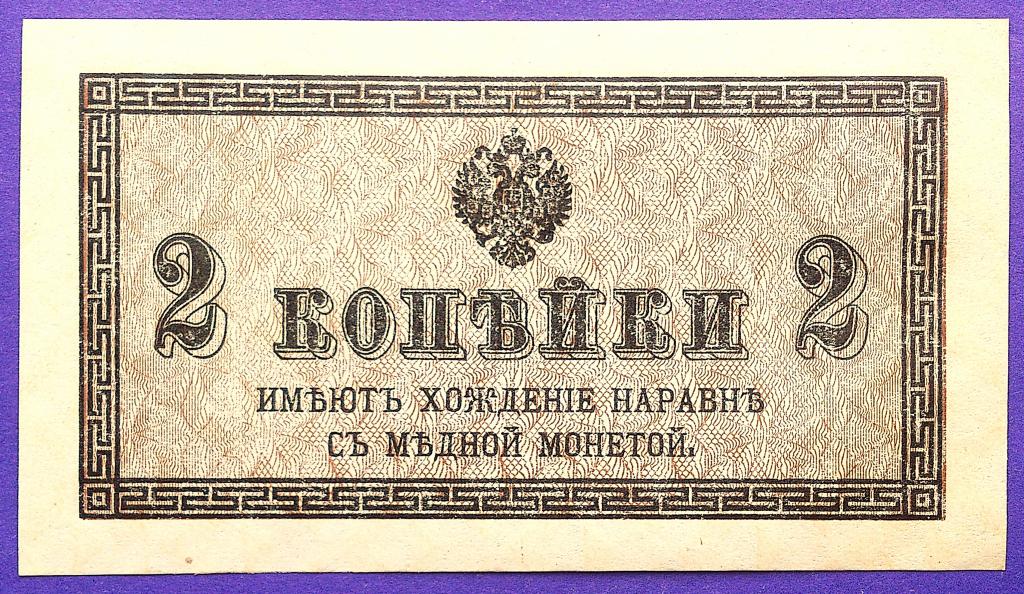 2 КОПѢЙКИ 2
ИМѢЮТЪ ХОЖДЕНІЕ НАРАВНѢ
СЪ МѢДНОЙ МОНЕТОЙ.